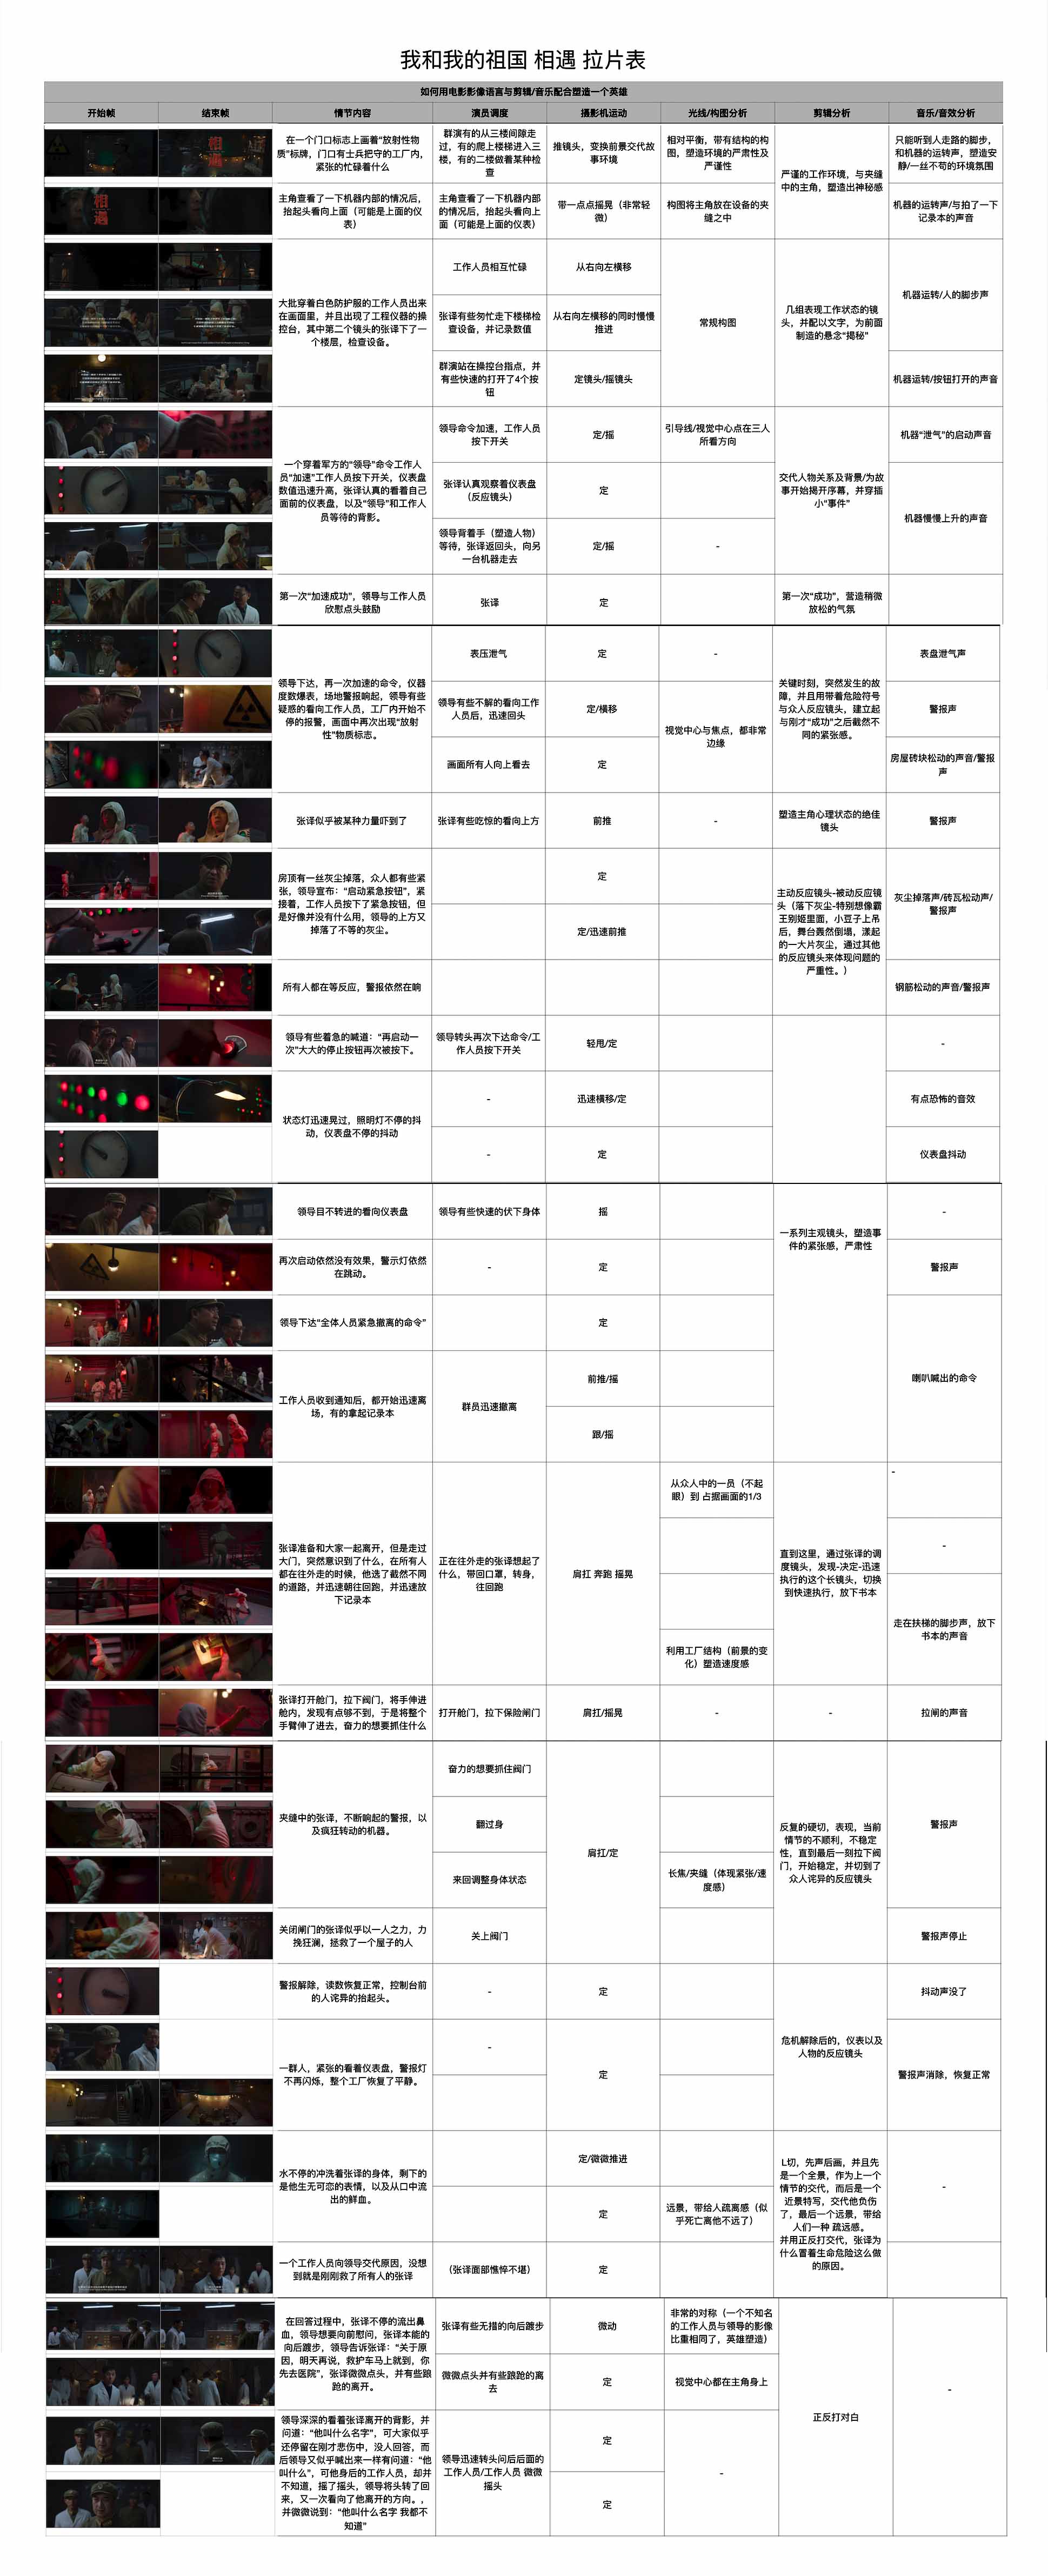 我和我的祖国 相遇 拉片表
如何用电影影像语言与剪辑/音乐配合塑造一个英雄
开始帧 结束帧 情节内容 演员调度 摄影机运动 光线/构图分析 剪辑分析 音乐/音效分析
相遇
在一个门口标志上画着“放射性物
质”标牌，门口有士兵把守的工厂内，
紧张的忙碌着什么
群演有的从三楼间隙走
过，有的爬上楼梯进入三
楼，有的二楼做着某种检
查
推镜头，变换前景交代故
事环境
相对平衡，带有结构的构
图，塑造环境的严肃性及
严谨性
严谨的工作环境，与夹缝
中的主角，塑造出神秘感
只能听到人走路的脚步，
和机器的运转声，塑造安
静/一丝不苟的环境氛围
相遇
主角查看了一下机器内部的情况后，
抬起头看向上面（可能是上面的仪
表）
主角查看了一下机器内部
的情况后，抬起头看向上
面（可能是上面的仪表）
带一点点摇晃（非常轻
微）
构图将主角放在设备的夹
缝之中
机器的运转声/与拍了一下
记录本的声音
大批穿着白色防护服的工作人员出来
在画面里，并且出现了工程仪器的操
控台，其中第二个镜头的张译下了一
个楼层，检查设备。
工作人员相互忙碌
从右向左横移
常规构图
几组表现工作状态的镜
头，并配以文字，为前面
制造的悬念“揭秘”
机器运转/人的脚步声
张译有些匆忙走下楼梯检
查设备，并记录数值
从右向左横移的同时慢慢
推进
群演站在操控台指点，并
有些快速的打开了4个按
钮
定镜头/摇镜头
机器运转/按钮打开的声音
一个穿着军方的“领导”命令工作人
员“加速”工作人员按下开关，仪表盘
数值迅速升高，张译认真的看着自己
面前的仪表盘，以及“领导”和工作人
员等待的背影。
领导命令加速，工作人员
按下开关
定/摇
引导线/视觉中心点在三人
所看方向
交代人物关系及背景/为故
事开始揭开序幕，并穿插
小“事件”
机器“泄气”的启动声音
张译认真观察着仪表盘
（反应镜头）
定
机器慢慢上升的声音
领导背着手（塑造人物）
等待，张译返回头，向另
一台机器走去
定/摇
-
第一次“加速成功”，领导与工作人员
欣慰点头鼓励
张译
定
第一次“成功”，营造稍微
放松的气氛
领导下达，再一次加速的命令，仪器
度数爆表，场地警报响起，领导有些
疑惑的看向工作人员，工厂内开始不
停的报警，画面中再次出现“放射
性”物质标志。
表压泄气
定
-
关键时刻，突然发生的故
障，并且用带着危险符号
与众人反应镜头，建立起
与刚才“成功”之后截然不
同的紧张感。
表盘泄气声
领导有些不解的看向工作
人员后，迅速回头
定/横移
视觉中心与焦点，都非常
边缘
警报声
画面所有人向上看去
定
房屋砖块松动的声音/警报
声
张译似乎被某种力量吓到了
张译有些吃惊的看向上方
前推
-
塑造主角心理状态的绝佳
镜头
警报声
房顶有一丝灰尘掉落，众人都有些紧
张，领导宣布：“启动紧急按钮”，紧
接着，工作人员按下了紧急按钮，但
是好像并没有什么用，领导的上方又
掉落了不等的灰尘。
定
主动反应镜头-被动反应镜
头（落下灰尘-特别想像霸
王别姬里面，小豆子上吊
后，舞台轰然倒塌，漾起
的一大片灰尘，通过其他
的反应镜头来体现问题的
严重性。）
灰尘掉落声/砖瓦松动声/
警报声
定/迅速前推
所有人都在等反应，警报依然在响
钢筋松动的声音/警报声
领导有些着急的喊道：“再启动一
次”大大的停止按钮再次被按下。
领导转头再次下达命令/工
作人员按下开关
轻甩/定
-
状态灯迅速晃过，照明灯不停的抖
动，仪表盘不停的抖动
-
迅速横移/定
有点恐怖的音效
-
定
仪表盘抖动
领导目不转进的看向仪表盘
领导有些快速的伏下身体
摇
一系列主观镜头，塑造事
件的紧张感，严肃性
-
再次启动依然没有效果，警示灯依然
在跳动。
-
定
警报声
领导下达“全体人员紧急撤离的命令”
定
喇叭喊出的命令
工作人员收到通知后，都开始迅速离
场，有的拿起记录本
群员迅速撤离
前推/摇
跟/摇
张译准备和大家一起离开，但是走过
大门，突然意识到了什么，在所有人
都在往外走的时候，他选了截然不同
的道路，并迅速朝往回跑，并迅速放
下记录本
正在往外走的张译想起了
什么，带回口罩，转身，
往回跑
肩扛 奔跑 摇晃
从众人中的一员（不起
眼）到 占据画面的1/3
直到这里，通过张译的调
度镜头，发现-决定-迅速
执行的这个长镜头，切换
到快速执行，放下书本
-
-
走在扶梯的脚步声，放下
书本的声音
利用工厂结构（前景的变
化）塑造速度感
张译打开舱门，拉下阀门，将手伸进
舱内，发现有点够不到，于是将整个
手臂伸了进去，奋力的想要抓住什么
打开舱门，拉下保险闸门
肩扛/摇晃
-
-
拉闸的声音
夹缝中的张译，不断响起的警报，以
及疯狂转动的机器。
奋力的想要抓住阀门
肩扛/定
反复的硬切，表现，当前
情节的不顺利，不稳定
性，直到最后一刻拉下阀
门，开始稳定，并切到了
众人诧异的反应镜头
警报声
翻过身
来回调整身体状态
长焦/夹缝（体现紧张/速
度感）
关闭闸门的张译似乎以一人之力，力
挽狂澜，拯救了一个屋子的人
关上阀门
警报声停止
警报解除，读数恢复正常，控制台前
的人诧异的抬起头。
-
定
危机解除后的，仪表以及
人物的反应镜头
抖动声没了
一群人，紧张的看着仪表盘，警报灯
不再闪烁，整个工厂恢复了平静。
-
定
警报声消除，恢复正常
水不停的冲洗着张译的身体，剩下的
是他生无可恋的表情，以及从口中流
出的鲜血。
定/微微推进
L切，先声后画，并且先
是一个全景，作为上一个
情节的交代，而后是一个
近景特写，交代他负伤
了，最后一个远景，带给
人们一种 疏远感。
并用正反打交代，张译为
什么冒着生命危险这么做
的原因。
-
定
远景，带给人疏离感（似
乎死亡离他不远了）
一个工作人员向领导交代原因，没想
到就是刚刚救了所有人的张译
（张译面部憔悴不堪）
定
在回答过程中，张译不停的流出鼻
血，领导想要向前慰问，张译本能的
向后踱步，领导告诉张译：“关于原
因，明天再说，救护车马上就到，你
先去医院”，张译微微点头，并有些踉
跄的离开。
张译有些无措的向后踱步
微动
非常的对称（一个不知名
的工作人员与领导的影像
比重相同了，英雄塑造）
正反打对白
-
微微点头并有些踉跄的离
去
定
视觉中心都在主角身上
领导深深的看着张译离开的背影，并
问道：“他叫什么名字”，可大家似乎
还停留在刚才悲伤中，没人回答，而
后领导又似乎喊出来一样有问道：“他
叫什么”，可他身后的工作人员，却并
不知道，摇了摇头，领导将头转了回
来，又一次看向了他离开的方向。，
并微微说到：“他叫什么名字 我都不
知道”
领导迅速转头问后后面的
工作人员/工作人员 微微
摇头
定
-
定